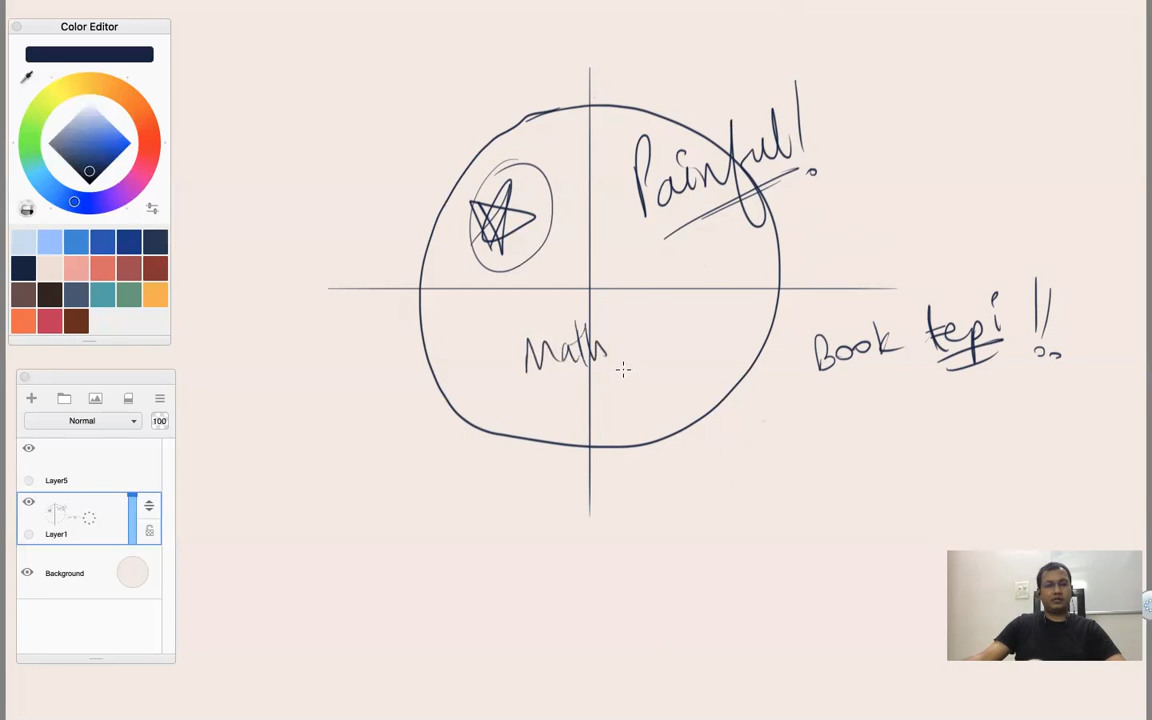 Color Editor
Painful!
Book tepi !!
Math
Normal
100
Layer5
Layer1
Background